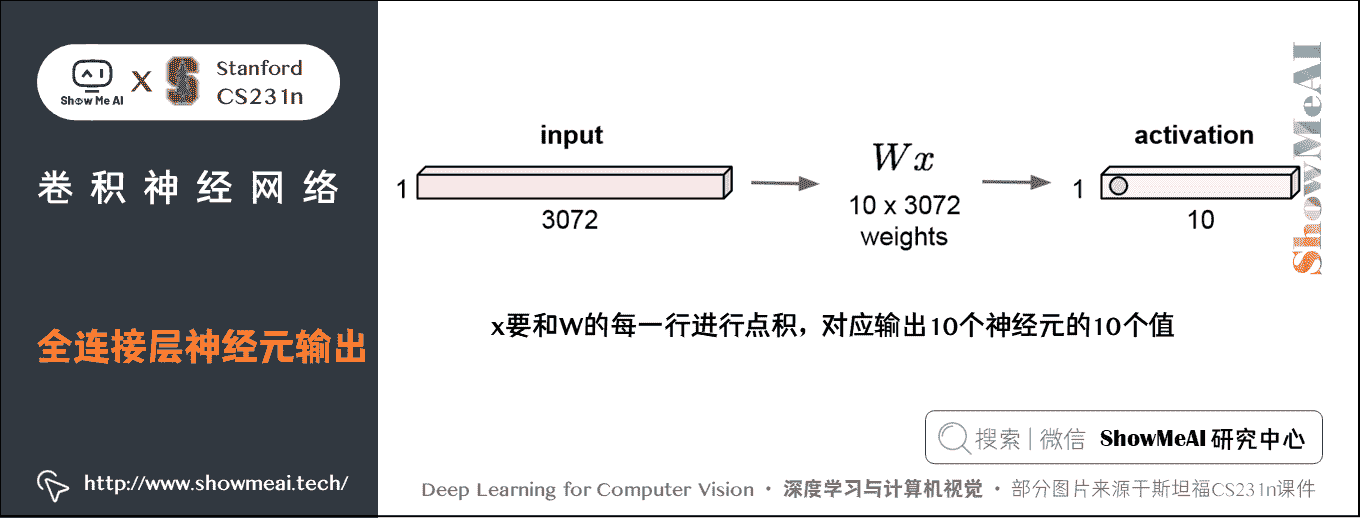 Show Me AI
X
S
Stanford
CS231n
卷积神经网络
全连接层神经元输出
http://www.showmeai.tech/
input
1
3072
Wx
10 x 3072
weights
activation
1
10
ShowMeAI
x要和W的每一行进行点积，对应输出10个神经元的10个值
搜索 | 微信 ShowMeAI 研究中心
Deep Learning for Computer Vision · 深度学习与计算机视觉 · 部分图片来源于斯坦福CS231n课件